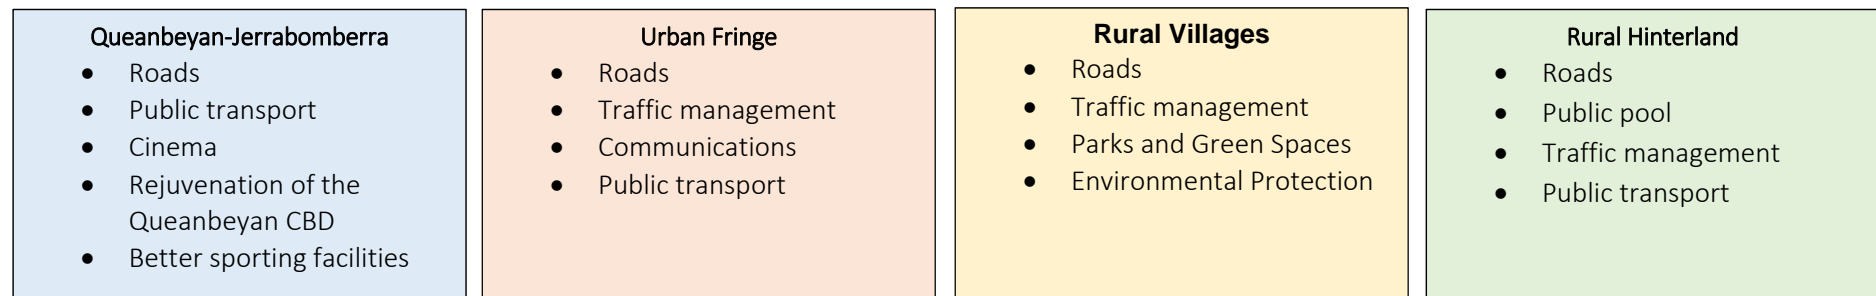 Queanbeyan-Jerrabomberra
• Roads
• Public transport
• Cinema
• Rejuvenation of the
Queanbeyan CBD
• Better sporting facilities
Urban Fringe
• Roads
• Traffic management
• Communications
• Public transport
Rural Villages
• Roads
• Traffic management
• Parks and Green Spaces
• Environmental Protection
Rural Hinterland
• Roads
• Public pool
• Traffic management
• Public transport